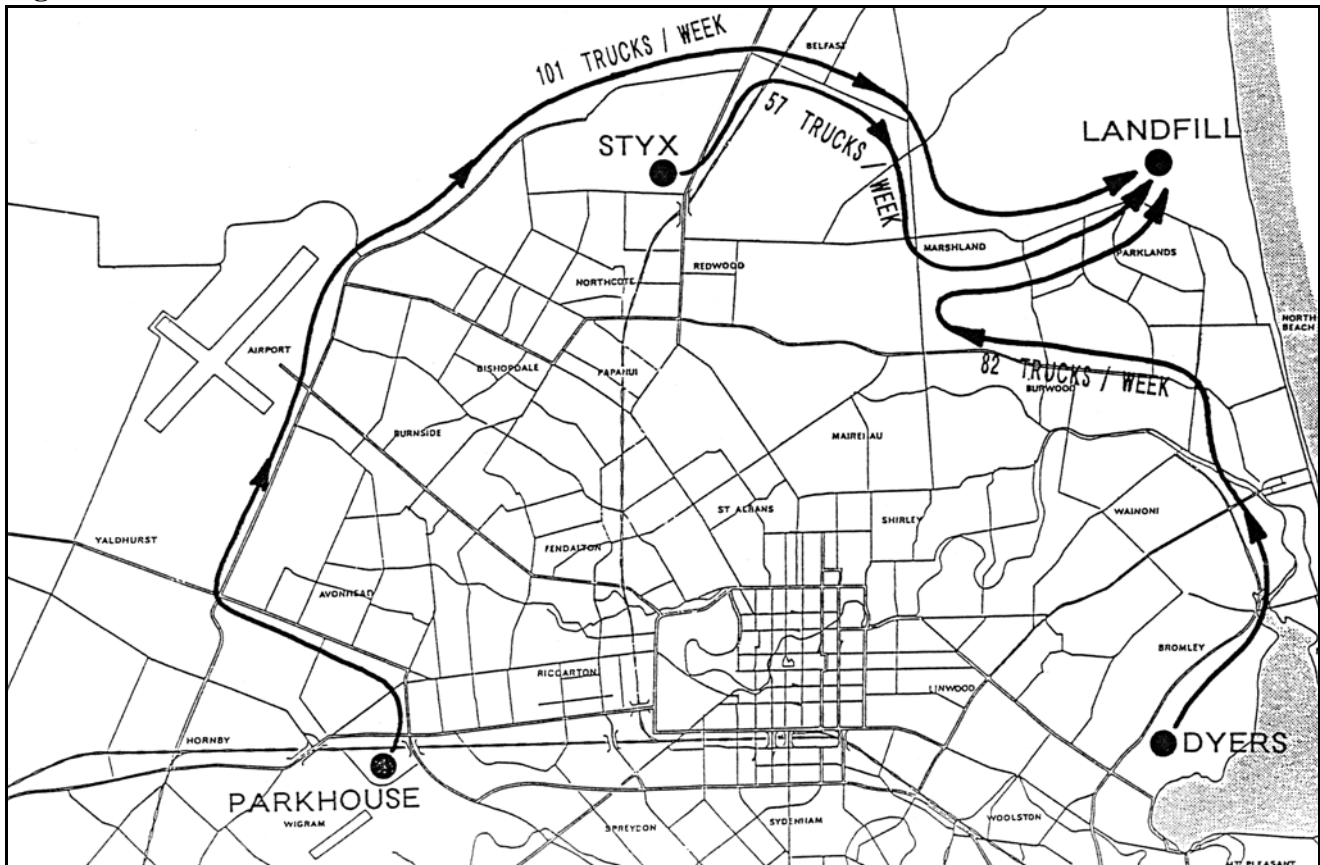 101 TRUCKS / WEEK
BELFAST
57 TRUCKS / WEEK
LANDFILL
STYX
MARSHLAND
PARKLANDS
REDWOOD
NORTHCOTE
NORTH
BEACH
AIRPORT
BISHOPDALE
PAPANUI
82 TRUCKS / WEEK
BURWOOD
BURNSIDE
MAIREHAU
ST ALBANS
SHIRLEY
WAINONI
YALDHURST
FENDALTON
AVONHEAD
BROMLEY
RICCARTON
LINWOOD
HORNBY
DYERS
PARKHOUSE
WIGRAM
SPREYDON
SYDENHAM
WOOLSTON
MT PLEASANT